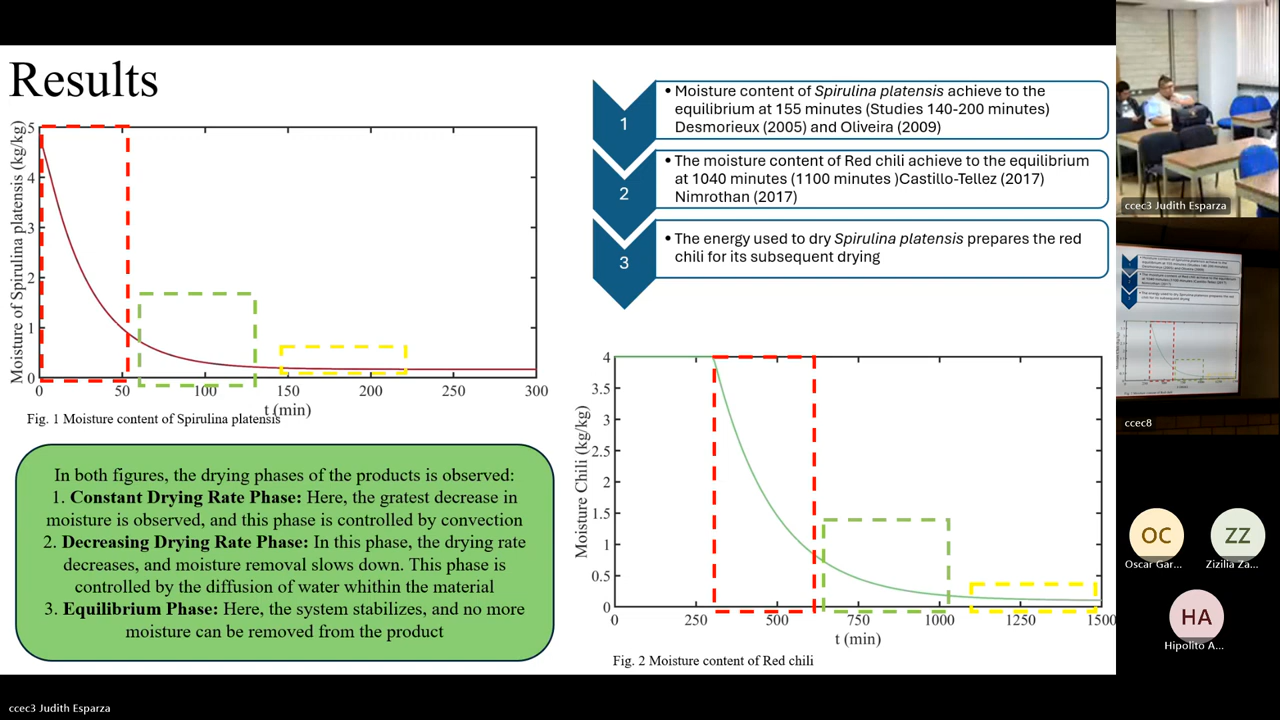 Results
Moisture of Spirulina platensis (kg/kg)
5
4
3
2
1
0
0 50 100 150 200 250 300
t (min)
Fig. 1 Moisture content of Spirulina platensis
In both figures, the drying phases of the products is observed:
1. Constant Drying Rate Phase: Here, the gratest decrease in
moisture is observed, and this phase is controlled by convection
2. Decreasing Drying Rate Phase: In this phase, the drying rate
decreases, and moisture removal slows down. This phase is
controlled by the diffusion of water whithin the material
3. Equilibrium Phase: Here, the system stabilizes, and no more
moisture can be removed from the product
1
• Moisture content of Spirulina platensis achieve to the
equilibrium at 155 minutes (Studies 140-200 minutes)
Desmorieux (2005) and Oliveira (2009)
2
• The moisture content of Red chili achieve to the equilibrium
at 1040 minutes (1100 minutes )Castillo-Tellez (2017)
Nimrothan (2017)
3
• The energy used to dry Spirulina platensis prepares the red
chili for its subsequent drying
Moisture Chili (kg/kg)
4
3.5
3
2.5
2
1.5
1
0.5
0
0 250 500 750 1000 1250 1500
t (min)
Fig. 2 Moisture content of Red chili
ccec3 Judith Esparza
ccec8
OC
Oscar Gar...
ZZ
Zizilia Za...
HA
Hipolito A...
ccec3 Judith Esparza